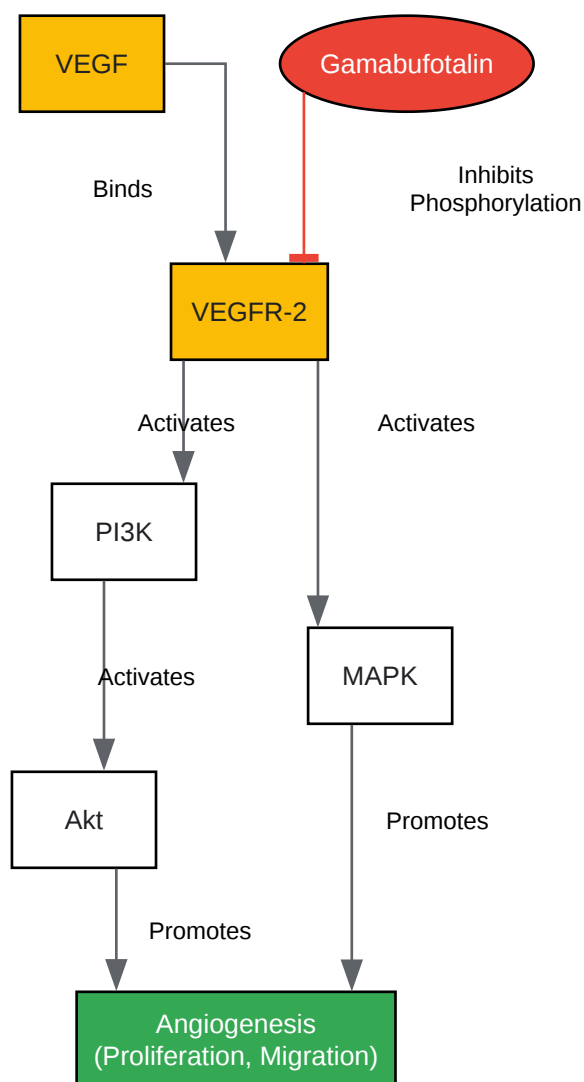 VEGF
Gamabufotalin
Binds
Inhibits
Phosphorylation
VEGFR-2
Activates
Activates
PI3K
Activates
MAPK
Akt
Promotes
Promotes
Angiogenesis
(Proliferation, Migration)